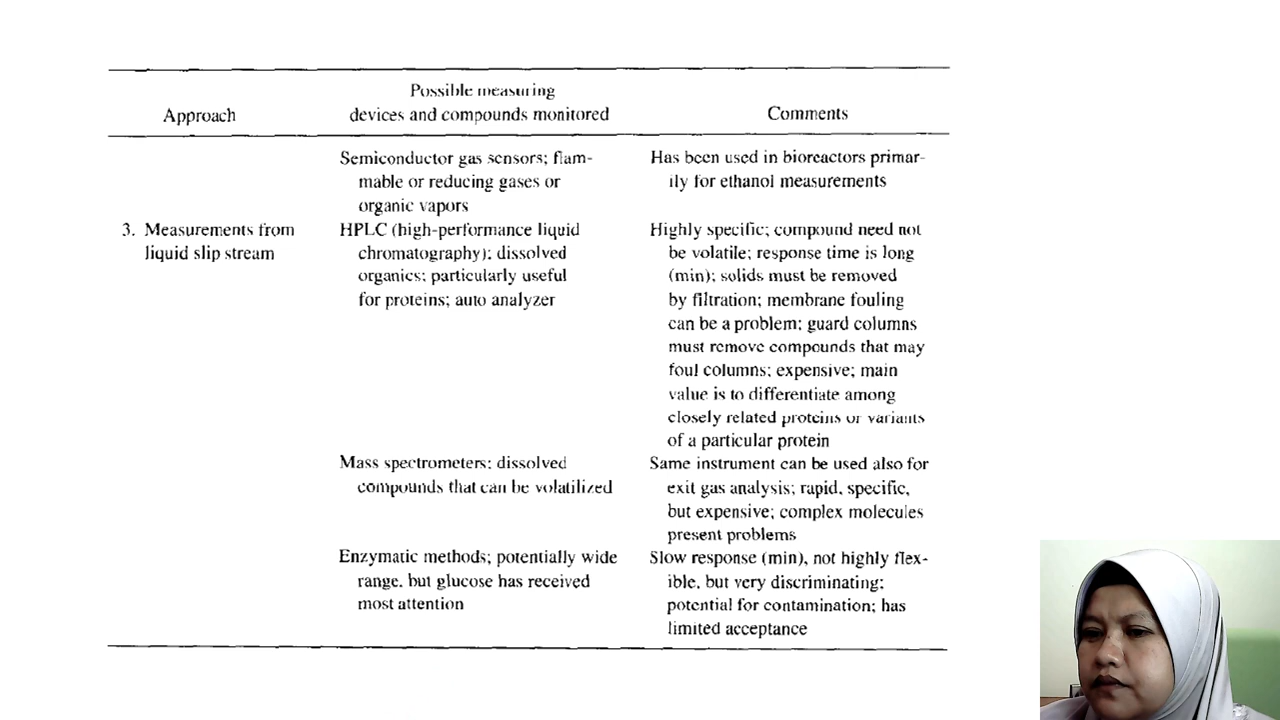 Approach
Possible measuring
devices and compounds monitored
Comments
Semiconductor gas sensors; flam-
mable or reducing gases or
organic vapors
Has been used in bioreactors primar-
ily for ethanol measurements
3. Measurements from
liquid slip stream
HPLC (high-performance liquid
chromatography); dissolved
organics; particularly useful
for proteins; auto analyzer
Highly specific; compound need not
be volatile; response time is long
(min); solids must be removed
by filtration; membrane fouling
can be a problem; guard columns
must remove compounds that may
foul columns; expensive; main
value is to differentiate among
closely related proteins or variants
of a particular protein
Mass spectrometers; dissolved
compounds that can be volatilized
Same instrument can be used also for
exit gas analysis; rapid, specific,
but expensive; complex molecules
present problems
Enzymatic methods; potentially wide
range, but glucose has received
most attention
Slow response (min), not highly flex-
ible, but very discriminating;
potential for contamination; has
limited acceptance